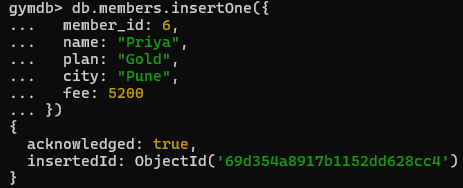 gymdb> db.members.insertOne({
...   member_id: 6,
...   name: "Priya",
...   plan: "Gold",
...   city: "Pune",
...   fee: 5200
... })
{
  acknowledged: true,
  insertedId: ObjectId('69d354a8917b1152dd628cc4')
}